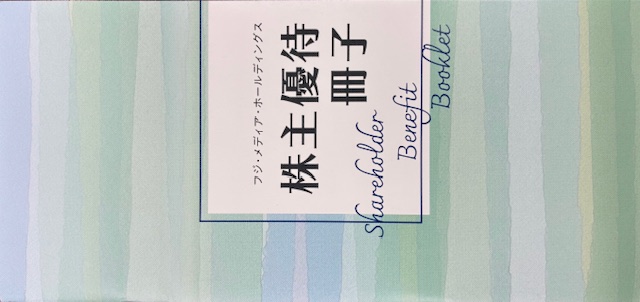 フジ・メディア・ホールディングス
株主優待
冊子
Shareholder
Benefit
Booklet